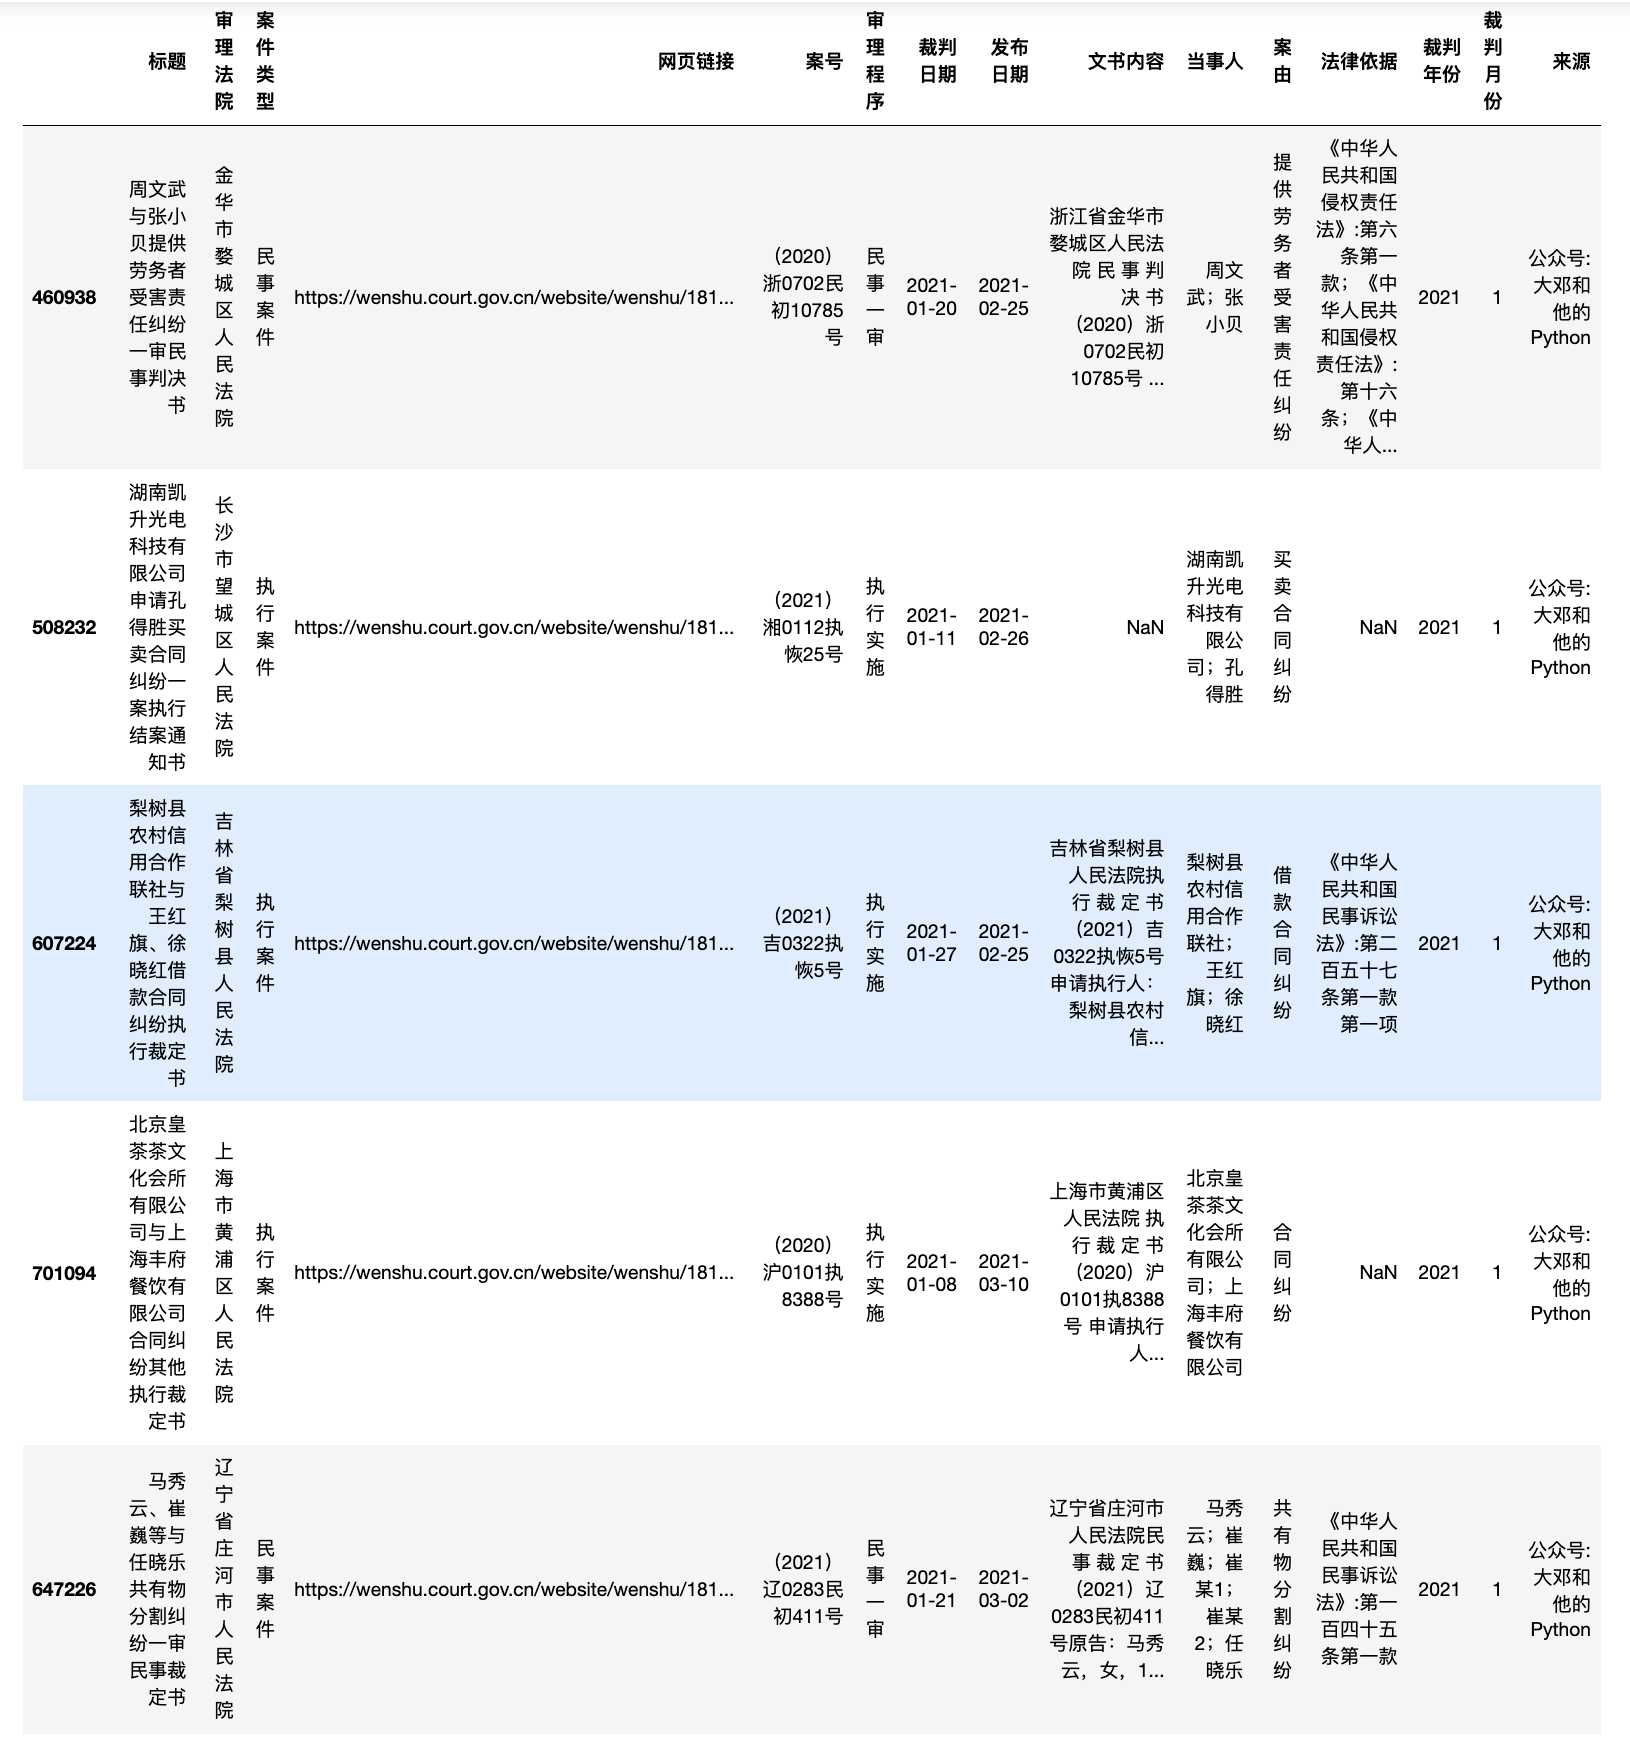 标题
审理法院
案件类型
网页链接
案号
审理程序
裁判
日期
发布
日期
文书内容
当事人
案由
法律依据
裁判
年份
裁判月份
来源
460938
周文武
与张小
贝提供
劳务者
受害责
任纠纷
一审民
事判决
书
金华市婺城区人民法院
民事案件
https://wenshu.court.gov.cn/website/wenshu/181...
（2020）
浙0702民
初10785
号
民事一审
2021-
01-20
2021-
02-25
浙江省金华市
婺城区人民法
院 民 事 判
决 书
（2020）浙
0702民初
10785号 ...
周文
武；张
小贝
提供劳务者受害责任纠纷
《中华人
民共和国
侵权责任
法》:第六
条第一
款；《中
华人民共
和国侵权
责任法》:
第十六
条；《中
华人...
2021
1
公众号:
大邓和
他的
Python
508232
湖南凯
升光电
科技有
限公司
申请孔
得胜买
卖合同
纠纷一
案执行
结案通
知书
长沙市望城区人民法院
执行案件
https://wenshu.court.gov.cn/website/wenshu/181...
（2021）
湘0112执
恢25号
执行实施
2021-
01-11
2021-
02-26
NaN
湖南凯
升光电
科技有
限公
司；孔
得胜
买卖合同纠纷
NaN
2021
1
公众号:
大邓和
他的
Python
607224
梨树县
农村信
用合作
联社与
王红
旗、徐
晓红借
款合同
纠纷执
行裁定
书
吉林省梨树县人民法院
执行案件
https://wenshu.court.gov.cn/website/wenshu/181...
（2021）
吉0322执
恢5号
执行实施
2021-
01-27
2021-
02-25
吉林省梨树县
人民法院执
行 裁 定 书
（2021）吉
0322执恢5号
申请执行人：
梨树县农村
信...
梨树县
农村信
用合作
联社；
王红
旗；徐
晓红
借款合同纠纷
《中华人
民共和国
民事诉讼
法》:第二
百五十七
条第一款
第一项
2021
1
公众号:
大邓和
他的
Python
701094
北京皇
茶茶文
化会所
有限公
司与上
海丰府
餐饮有
限公司
合同纠
纷其他
执行裁
定书
上海市黄浦区人民法院
执行案件
https://wenshu.court.gov.cn/website/wenshu/181...
（2020）
沪0101执
8388号
执行实施
2021-
01-08
2021-
03-10
上海市黄浦区
人民法院 执
行 裁 定 书
（2020）沪
0101执8388
号 申请执行
人...
北京皇
茶茶文
化会所
有限公
司；上
海丰府
餐饮有
限公司
合同纠纷
NaN
2021
1
公众号:
大邓和
他的
Python
647226
马秀
云、崔
巍等与
任晓乐
共有物
分割纠
纷一审
民事裁
定书
辽宁省庄河市人民法院
民事案件
https://wenshu.court.gov.cn/website/wenshu/181...
（2021）
辽0283民
初411号
民事一审
2021-
01-21
2021-
03-02
辽宁省庄河市
人民法院民
事 裁 定 书
（2021）辽
0283民初411
号原告：马秀
云，女，1...
马秀
云；崔
巍；崔
某1；
崔某
2；任
晓乐
共有物分割纠纷
《中华人
民共和国
民事诉讼
法》:第一
百四十五
条第一款
2021
1
公众号:
大邓和
他的
Python